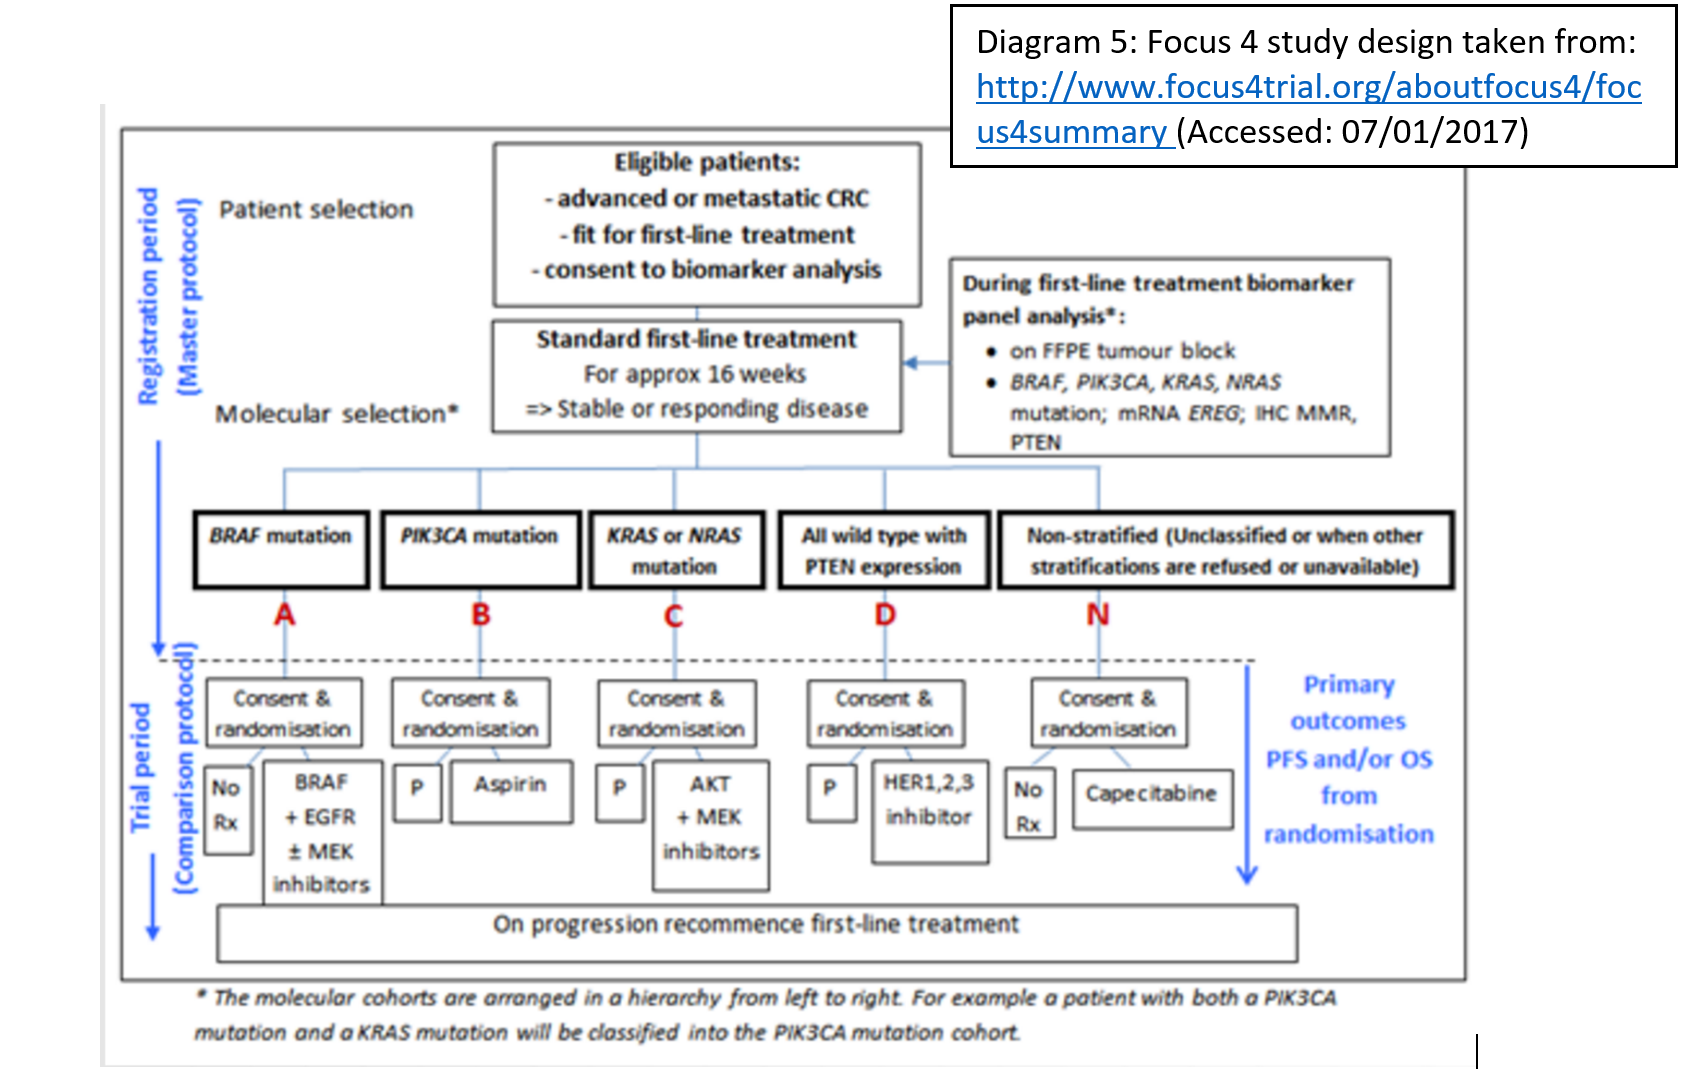 Diagram 5: Focus 4 study design taken from:
http://www.focus4trial.org/aboutfocus4/foc
us4summary (Accessed: 07/01/2017)
Registration period
(Master protocol)
Patient selection
Eligible patients:
- advanced or metastatic CRC
- fit for first-line treatment
- consent to biomarker analysis
During first-line treatment biomarker
panel analysis*:
• on FFPE tumour block
• BRAF, PIK3CA, KRAS, NRAS
mutation; mRNA EREG; IHC MMR,
PTEN
Standard first-line treatment
For approx 16 weeks
=> Stable or responding disease
Molecular selection*
BRAF mutation
PIK3CA mutation
KRAS or NRAS
mutation
All wild type with
PTEN expression
Non-stratified (Unclassified or when other
stratifications are refused or unavailable)
A
B
C
D
N
Trial period
(Comparison protocol)
Consent &
randomisation
Consent &
randomisation
Consent &
randomisation
Consent &
randomisation
Consent &
randomisation
No
Rx
BRAF
+ EGFR
± MEK
inhibitors
P
Aspirin
P
AKT
+ MEK
inhibitors
P
HER1,2,3
inhibitor
No
Rx
Capecitabine
Primary
outcomes
PFS and/or OS
from
randomisation
On progression recommence first-line treatment
* The molecular cohorts are arranged in a hierarchy from left to right. For example a patient with both a PIK3CA
mutation and a KRAS mutation will be classified into the PIK3CA mutation cohort.